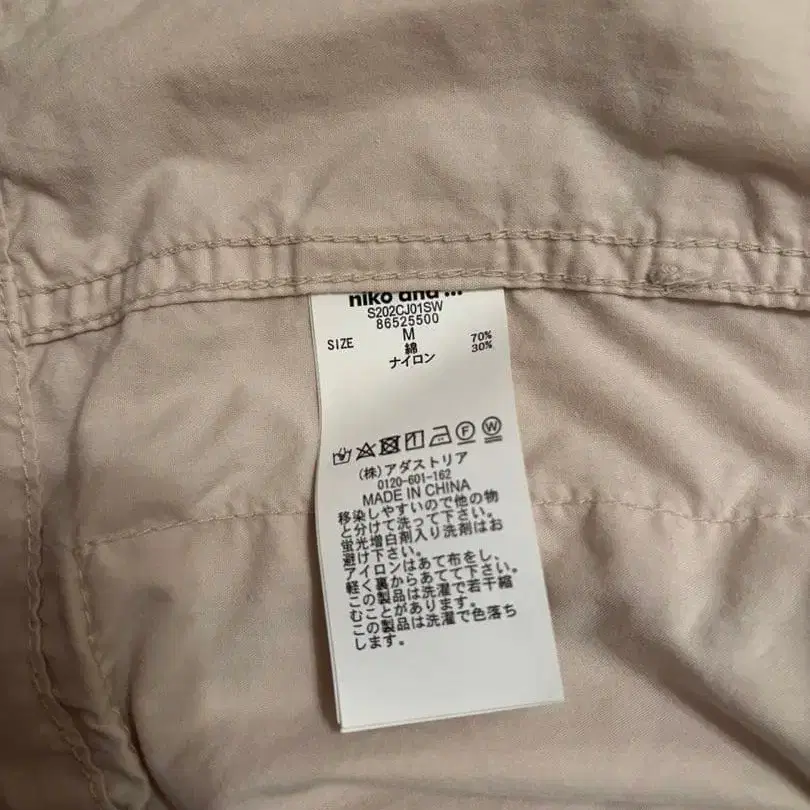 niko and ...
S202CJ01SW
86525500
SIZE M
綿 70%
ナイロン 30%
F W
(株)アダストリア
0120-601-162
MADE IN CHINA
移染しやすいので他の物
と分けて洗って下さい。
蛍光増白剤入り洗剤はお
避け下さい。
アイロンはあて布をし、
軽く裏からあてて下さい。
この製品は洗濯で若干縮
むことがあります。
この製品は洗濯で色落ち
します。